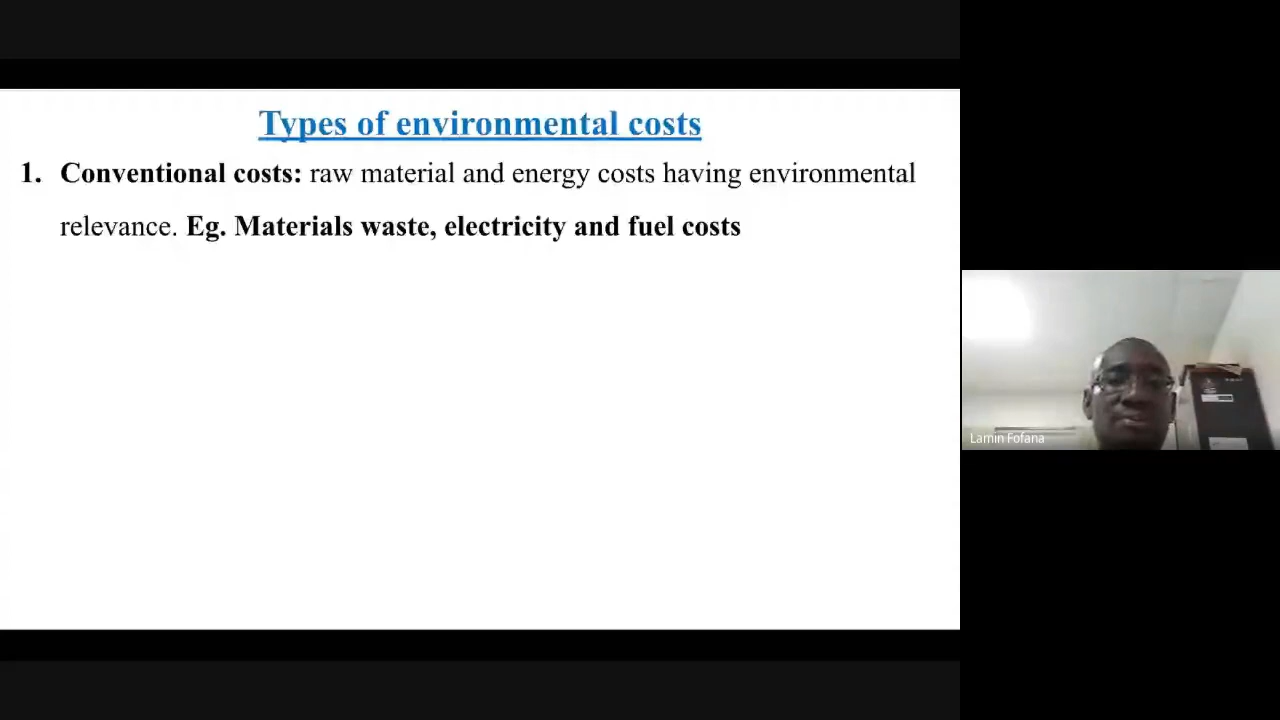 Types of environmental costs
1. Conventional costs: raw material and energy costs having environmental
relevance. Eg. Materials waste, electricity and fuel costs
Lamin Fofana